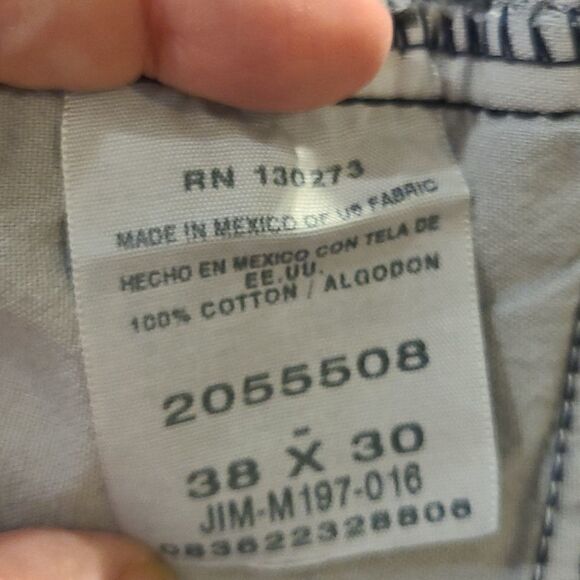 RN 130273
MADE IN MEXICO OF US FABRIC
HECHO EN MEXICO CON TELA DE
EE.UU.
100% COTTON / ALGODON
2055508
-
38 X 30
JIM-M197-016
083622328808